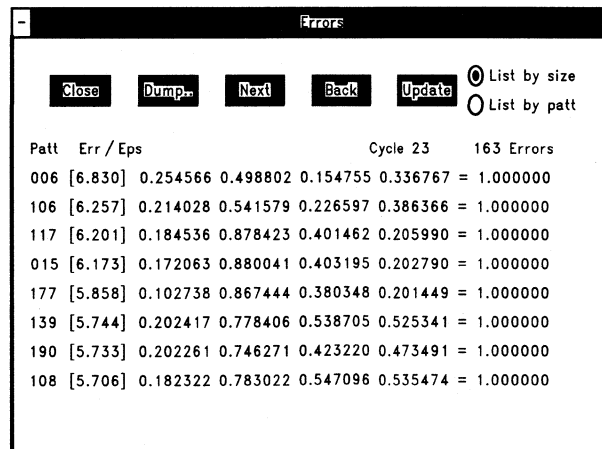 Errors
Close Dump.. Next Back Update List by size
List by patt
Patt Err / Eps Cycle 23 163 Errors
006 [6.830] 0.254566 0.498802 0.154755 0.336767 = 1.000000
106 [6.257] 0.214028 0.541579 0.226597 0.386366 = 1.000000
117 [6.201] 0.184536 0.878423 0.401462 0.205990 = 1.000000
015 [6.173] 0.172063 0.880041 0.403195 0.202790 = 1.000000
177 [5.858] 0.102738 0.867444 0.380348 0.201449 = 1.000000
139 [5.744] 0.202417 0.778406 0.538705 0.525341 = 1.000000
190 [5.733] 0.202261 0.746271 0.423220 0.473491 = 1.000000
108 [5.706] 0.182322 0.783022 0.547096 0.535474 = 1.000000